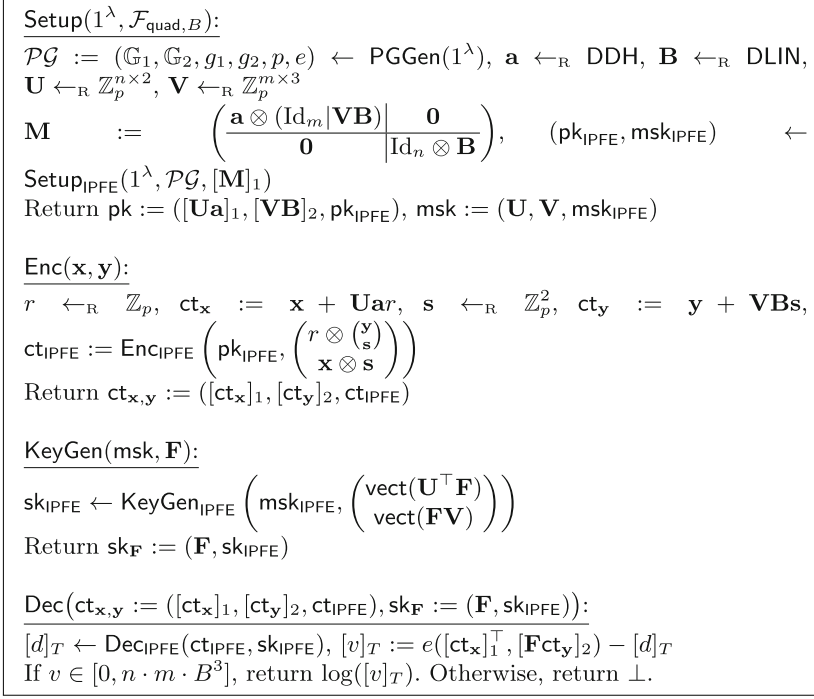 Setup(1^λ, F_{quad,B}):
PG := (G_1, G_2, g_1, g_2, p, e) ← PGGen(1^λ), a ←_R DDH, B ←_R DLIN,
U ←_R Z_p^{n×2}, V ←_R Z_p^{m×3}
M := ( a ⊗ (Id_m|VB) | 0 / 0 | Id_n ⊗ B ), (pk_IPFE, msk_IPFE) ←
Setup_IPFE(1^λ, PG, [M]_1)
Return pk := ([Ua]_1, [VB]_2, pk_IPFE), msk := (U, V, msk_IPFE)
Enc(x, y):
r ←_R Z_p, ct_x := x + Uar, s ←_R Z_p^2, ct_y := y + VBs,
ct_IPFE := Enc_IPFE ( pk_IPFE, ( r ⊗ (y / s) / x ⊗ s ) )
Return ct_{x,y} := ([ct_x]_1, [ct_y]_2, ct_IPFE)
KeyGen(msk, F):
sk_IPFE ← KeyGen_IPFE ( msk_IPFE, ( vect(U^⊤F) / vect(FV) ) )
Return sk_F := (F, sk_IPFE)
Dec(ct_{x,y} := ([ct_x]_1, [ct_y]_2, ct_IPFE), sk_F := (F, sk_IPFE)):
[d]_T ← Dec_IPFE(ct_IPFE, sk_IPFE), [v]_T := e([ct_x]_1^⊤, [Fct_y]_2) − [d]_T
If v ∈ [0, n · m · B^3], return log([v]_T). Otherwise, return ⊥.